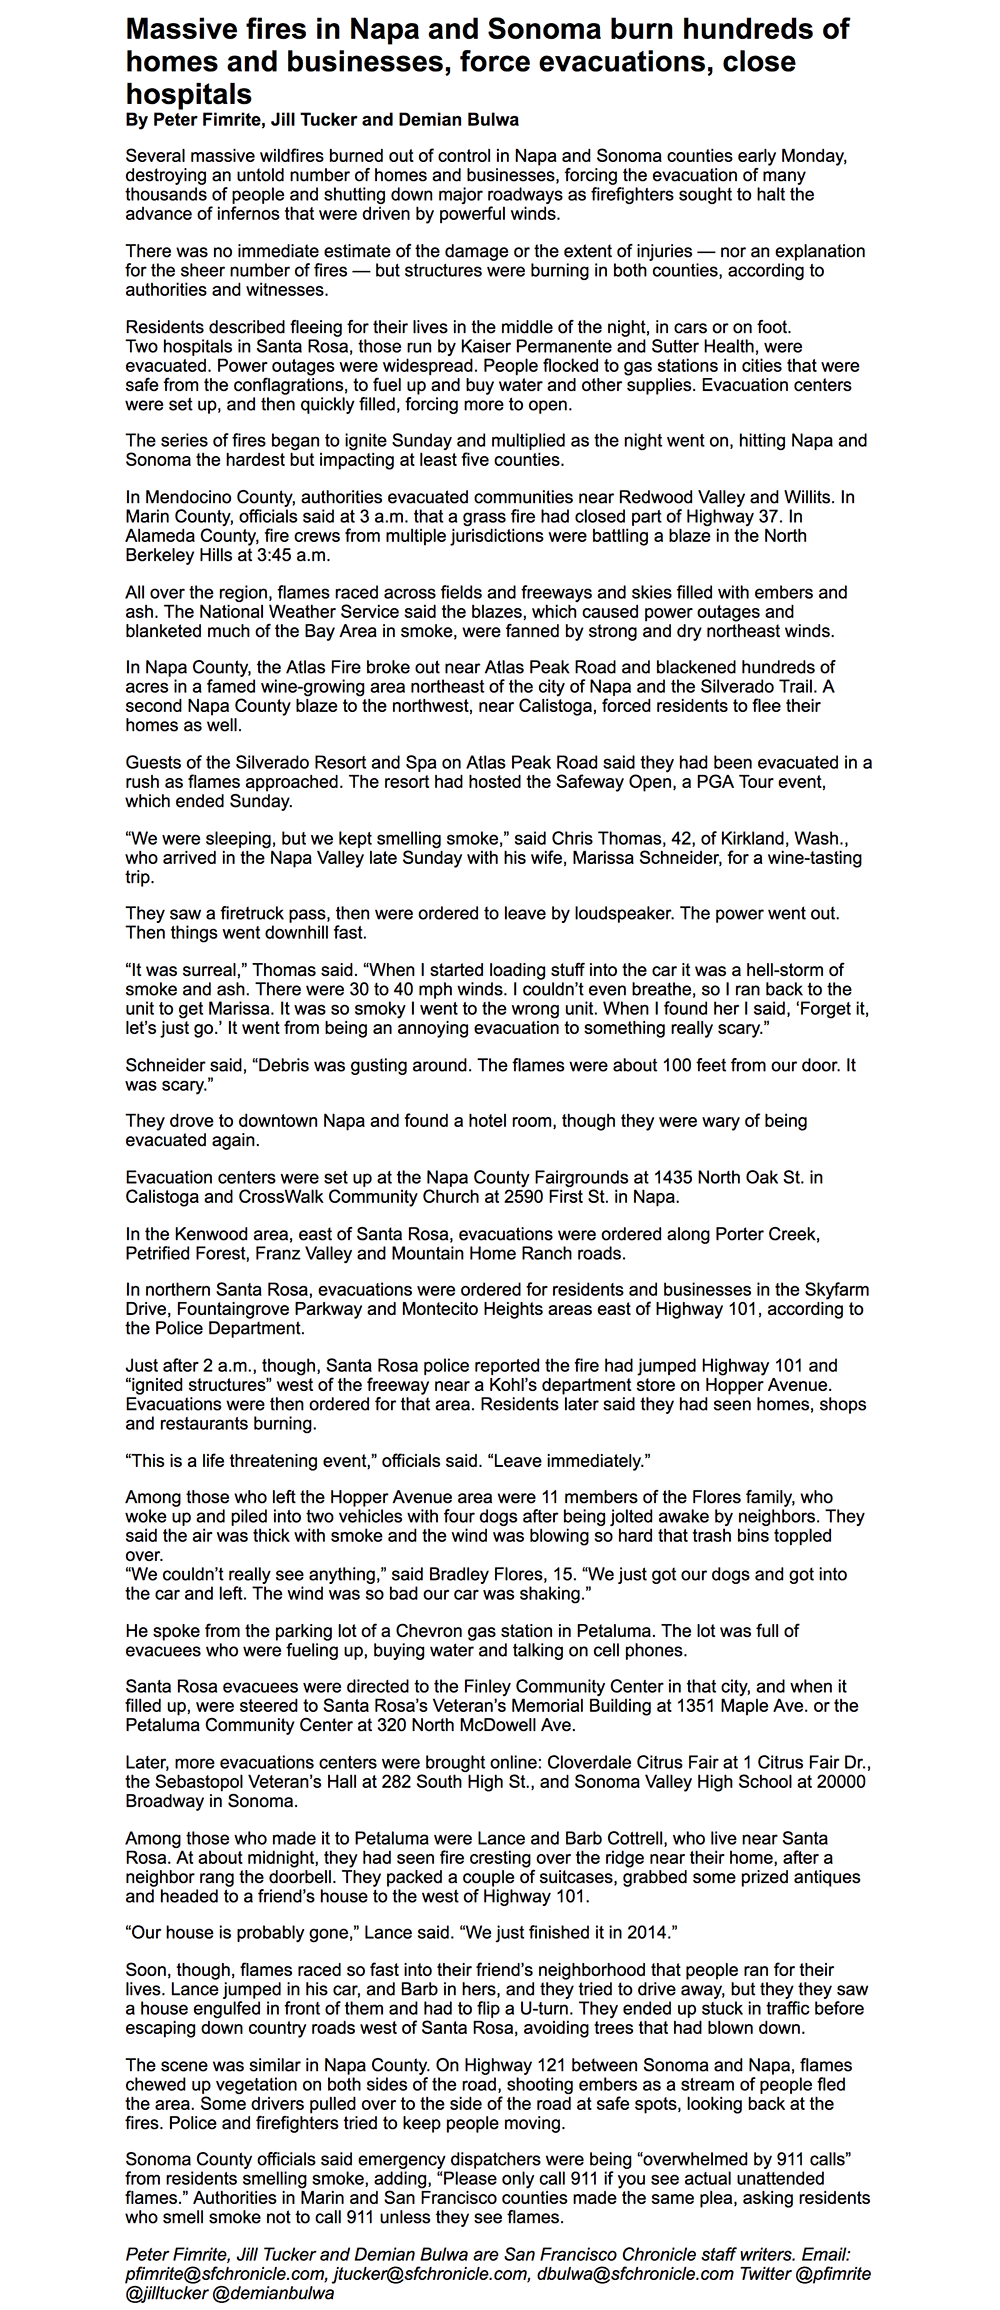 Massive fires in Napa and Sonoma burn hundreds of
homes and businesses, force evacuations, close
hospitals
By Peter Fimrite, Jill Tucker and Demian Bulwa
Several massive wildfires burned out of control in Napa and Sonoma counties early Monday,
destroying an untold number of homes and businesses, forcing the evacuation of many
thousands of people and shutting down major roadways as firefighters sought to halt the
advance of infernos that were driven by powerful winds.
There was no immediate estimate of the damage or the extent of injuries — nor an explanation
for the sheer number of fires — but structures were burning in both counties, according to
authorities and witnesses.
Residents described fleeing for their lives in the middle of the night, in cars or on foot.
Two hospitals in Santa Rosa, those run by Kaiser Permanente and Sutter Health, were
evacuated. Power outages were widespread. People flocked to gas stations in cities that were
safe from the conflagrations, to fuel up and buy water and other supplies. Evacuation centers
were set up, and then quickly filled, forcing more to open.
The series of fires began to ignite Sunday and multiplied as the night went on, hitting Napa and
Sonoma the hardest but impacting at least five counties.
In Mendocino County, authorities evacuated communities near Redwood Valley and Willits. In
Marin County, officials said at 3 a.m. that a grass fire had closed part of Highway 37. In
Alameda County, fire crews from multiple jurisdictions were battling a blaze in the North
Berkeley Hills at 3:45 a.m.
All over the region, flames raced across fields and freeways and skies filled with embers and
ash. The National Weather Service said the blazes, which caused power outages and
blanketed much of the Bay Area in smoke, were fanned by strong and dry northeast winds.
In Napa County, the Atlas Fire broke out near Atlas Peak Road and blackened hundreds of
acres in a famed wine-growing area northeast of the city of Napa and the Silverado Trail. A
second Napa County blaze to the northwest, near Calistoga, forced residents to flee their
homes as well.
Guests of the Silverado Resort and Spa on Atlas Peak Road said they had been evacuated in a
rush as flames approached. The resort had hosted the Safeway Open, a PGA Tour event,
which ended Sunday.
“We were sleeping, but we kept smelling smoke,” said Chris Thomas, 42, of Kirkland, Wash.,
who arrived in the Napa Valley late Sunday with his wife, Marissa Schneider, for a wine-tasting
trip.
They saw a firetruck pass, then were ordered to leave by loudspeaker. The power went out.
Then things went downhill fast.
“It was surreal,” Thomas said. “When I started loading stuff into the car it was a hell-storm of
smoke and ash. There were 30 to 40 mph winds. I couldn’t even breathe, so I ran back to the
unit to get Marissa. It was so smoky I went to the wrong unit. When I found her I said, ‘Forget it,
let’s just go.’ It went from being an annoying evacuation to something really scary.”
Schneider said, “Debris was gusting around. The flames were about 100 feet from our door. It
was scary.”
They drove to downtown Napa and found a hotel room, though they were wary of being
evacuated again.
Evacuation centers were set up at the Napa County Fairgrounds at 1435 North Oak St. in
Calistoga and CrossWalk Community Church at 2590 First St. in Napa.
In the Kenwood area, east of Santa Rosa, evacuations were ordered along Porter Creek,
Petrified Forest, Franz Valley and Mountain Home Ranch roads.
In northern Santa Rosa, evacuations were ordered for residents and businesses in the Skyfarm
Drive, Fountaingrove Parkway and Montecito Heights areas east of Highway 101, according to
the Police Department.
Just after 2 a.m., though, Santa Rosa police reported the fire had jumped Highway 101 and
“ignited structures” west of the freeway near a Kohl’s department store on Hopper Avenue.
Evacuations were then ordered for that area. Residents later said they had seen homes, shops
and restaurants burning.
“This is a life threatening event,” officials said. “Leave immediately.”
Among those who left the Hopper Avenue area were 11 members of the Flores family, who
woke up and piled into two vehicles with four dogs after being jolted awake by neighbors. They
said the air was thick with smoke and the wind was blowing so hard that trash bins toppled
over.
“We couldn’t really see anything,” said Bradley Flores, 15. “We just got our dogs and got into
the car and left. The wind was so bad our car was shaking.”
He spoke from the parking lot of a Chevron gas station in Petaluma. The lot was full of
evacuees who were fueling up, buying water and talking on cell phones.
Santa Rosa evacuees were directed to the Finley Community Center in that city, and when it
filled up, were steered to Santa Rosa’s Veteran’s Memorial Building at 1351 Maple Ave. or the
Petaluma Community Center at 320 North McDowell Ave.
Later, more evacuations centers were brought online: Cloverdale Citrus Fair at 1 Citrus Fair Dr.,
the Sebastopol Veteran’s Hall at 282 South High St., and Sonoma Valley High School at 20000
Broadway in Sonoma.
Among those who made it to Petaluma were Lance and Barb Cottrell, who live near Santa
Rosa. At about midnight, they had seen fire cresting over the ridge near their home, after a
neighbor rang the doorbell. They packed a couple of suitcases, grabbed some prized antiques
and headed to a friend’s house to the west of Highway 101.
“Our house is probably gone,” Lance said. “We just finished it in 2014.”
Soon, though, flames raced so fast into their friend’s neighborhood that people ran for their
lives. Lance jumped in his car, and Barb in hers, and they tried to drive away, but they they saw
a house engulfed in front of them and had to flip a U-turn. They ended up stuck in traffic before
escaping down country roads west of Santa Rosa, avoiding trees that had blown down.
The scene was similar in Napa County. On Highway 121 between Sonoma and Napa, flames
chewed up vegetation on both sides of the road, shooting embers as a stream of people fled
the area. Some drivers pulled over to the side of the road at safe spots, looking back at the
fires. Police and firefighters tried to keep people moving.
Sonoma County officials said emergency dispatchers were being “overwhelmed by 911 calls”
from residents smelling smoke, adding, “Please only call 911 if you see actual unattended
flames.” Authorities in Marin and San Francisco counties made the same plea, asking residents
who smell smoke not to call 911 unless they see flames.
Peter Fimrite, Jill Tucker and Demian Bulwa are San Francisco Chronicle staff writers. Email:
pfimrite@sfchronicle.com, jtucker@sfchronicle.com, dbulwa@sfchronicle.com Twitter @pfimrite
@jilltucker @demianbulwa